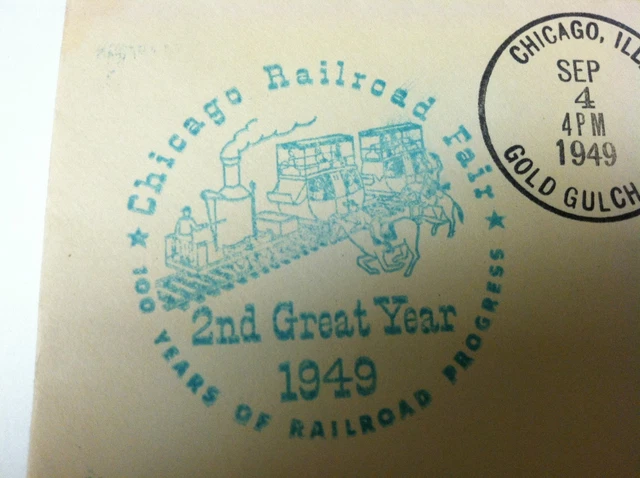 Chicago Railroad Fair
2nd Great Year
1949
★ 100 YEARS OF RAILROAD PROGRESS ★
CHICAGO, ILL
SEP
4
4PM
1949
GOLD GULCH